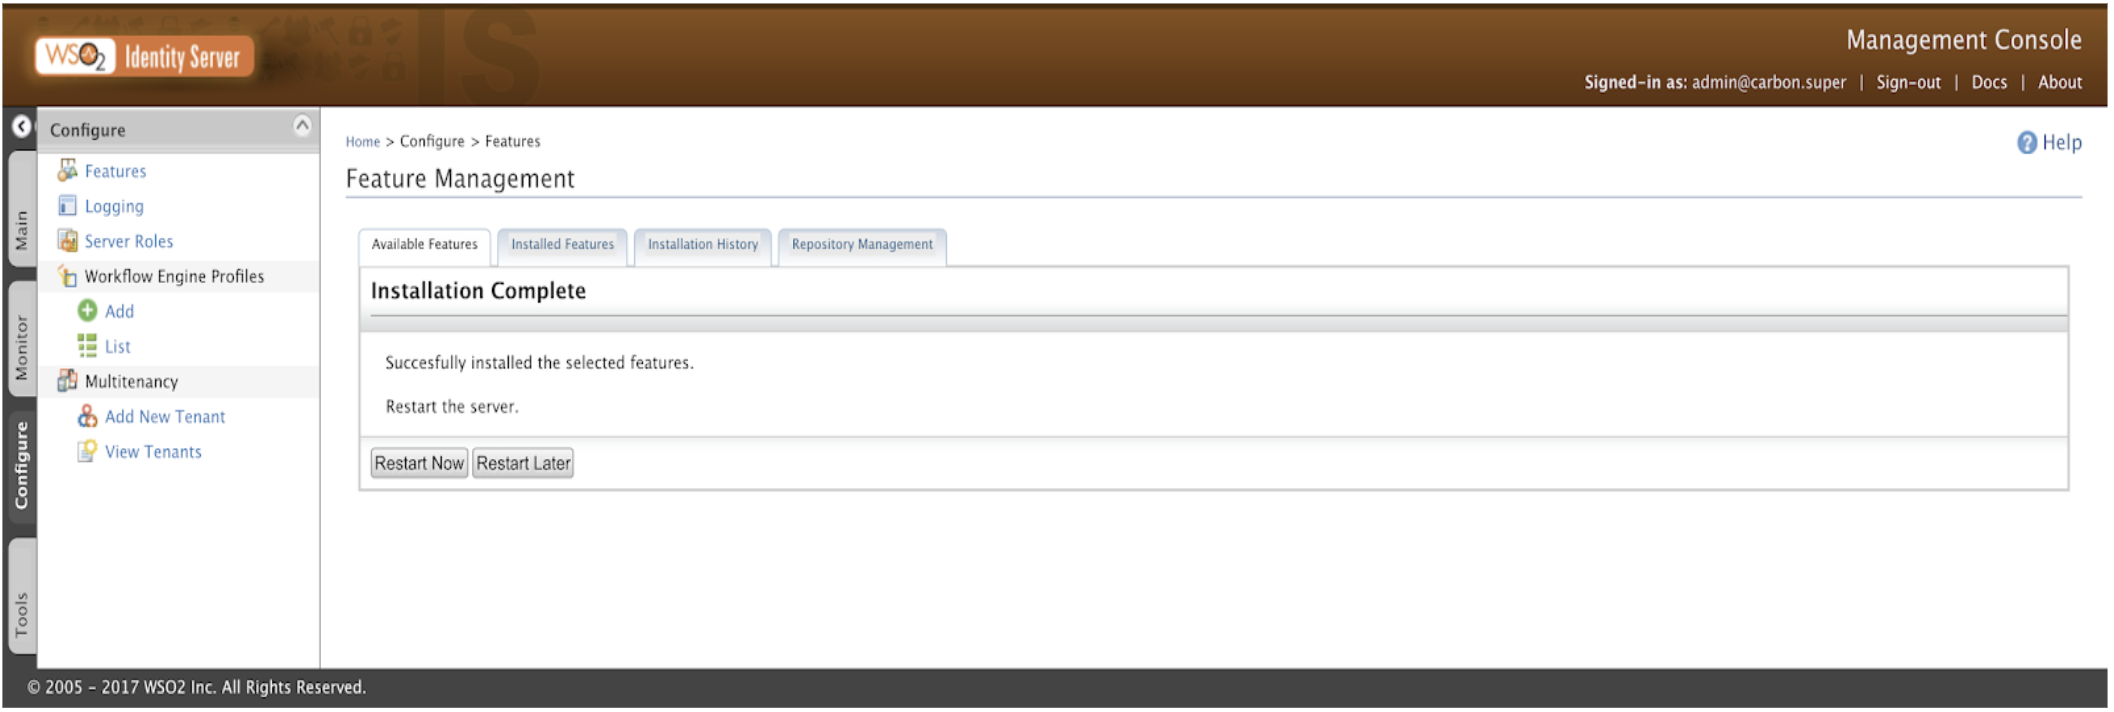 WSO2 Identity Server
Management Console
Signed-in as: admin@carbon.super | Sign-out | Docs | About
Configure
Features
Logging
Server Roles
Workflow Engine Profiles
Add
List
Multitenancy
Add New Tenant
View Tenants
Main
Monitor
Configure
Tools
Home > Configure > Features
Help
Feature Management
Available Features
Installed Features
Installation History
Repository Management
Installation Complete
Succesfully installed the selected features.
Restart the server.
Restart Now
Restart Later
© 2005 - 2017 WSO2 Inc. All Rights Reserved.
IS